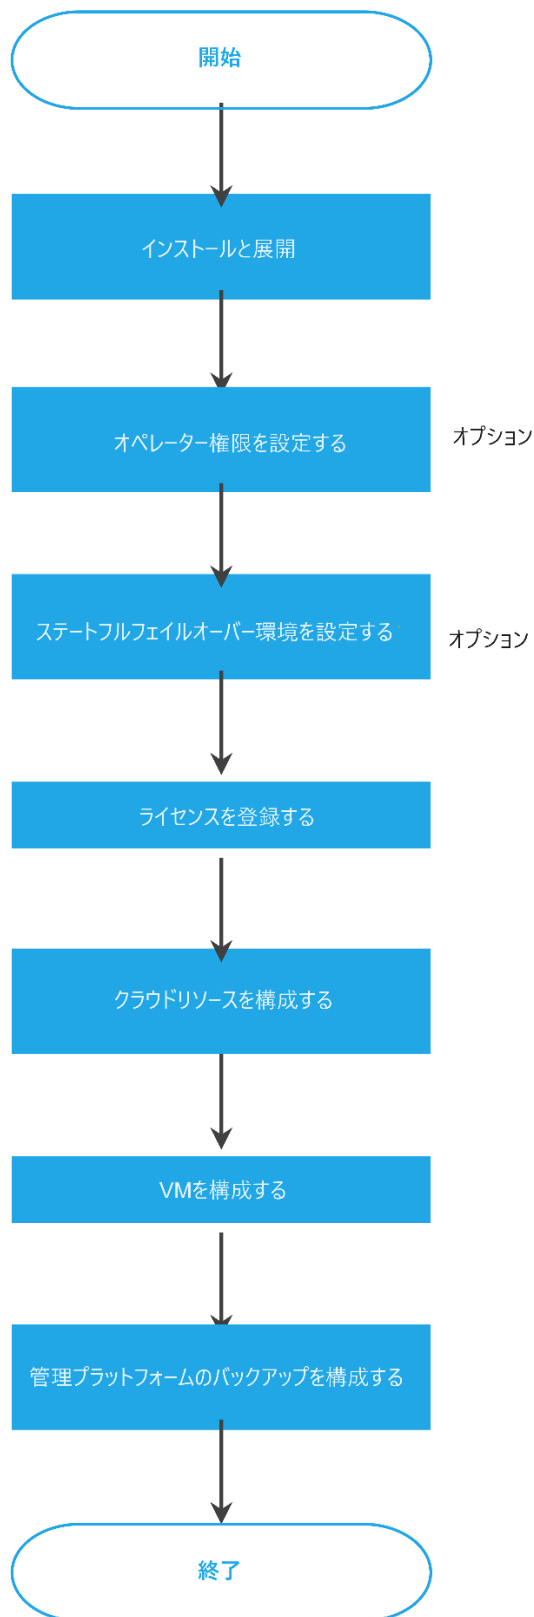 開始
インストールと展開
オペレーター権限を設定する
オプション
ステートフルフェイルオーバー環境を設定する
オプション
ライセンスを登録する
クラウドリソースを構成する
VMを構成する
管理プラットフォームのバックアップを構成する
終了